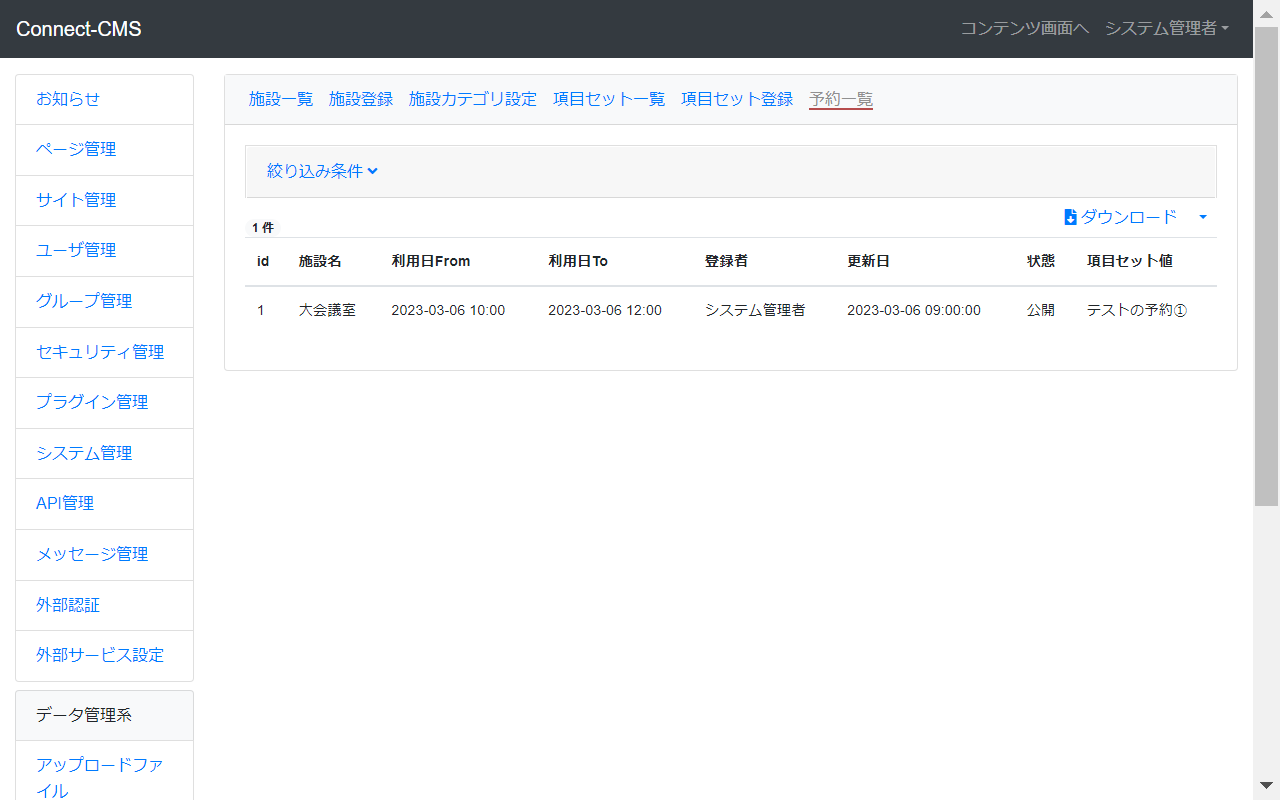 Connect-CMS コンテンツ画面へ システム管理者
お知らせ
ページ管理
サイト管理
ユーザ管理
グループ管理
セキュリティ管理
プラグイン管理
システム管理
API管理
メッセージ管理
外部認証
外部サービス設定
データ管理系
アップロードファ
イル
施設一覧 施設登録 施設カテゴリ設定 項目セット一覧 項目セット登録 予約一覧
絞り込み条件
1 件 ダウンロード
id 施設名 利用日From 利用日To 登録者 更新日 状態 項目セット値
1 大会議室 2023-03-06 10:00 2023-03-06 12:00 システム管理者 2023-03-06 09:00:00 公開 テストの予約①